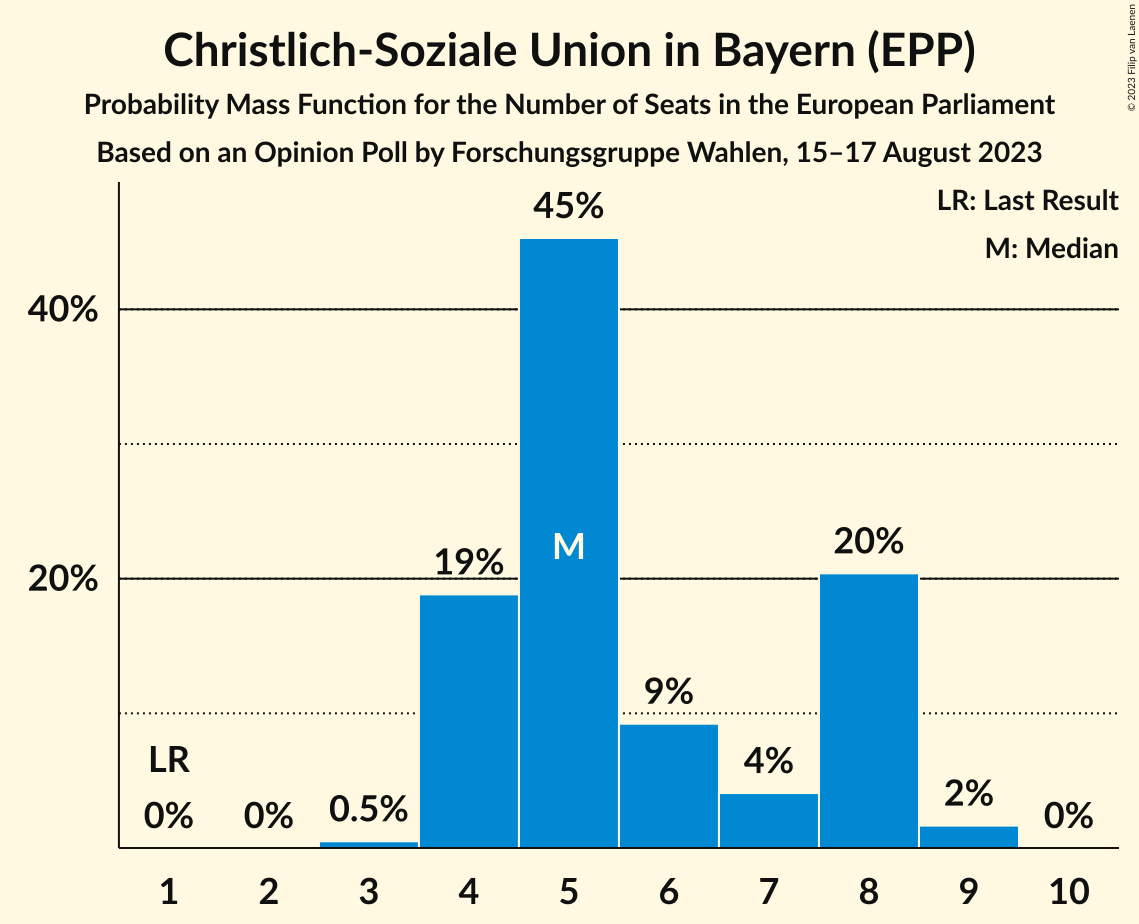 Christlich-Soziale Union in Bayern (EPP)
Probability Mass Function for the Number of Seats in the European Parliament
Based on an Opinion Poll by Forschungsgruppe Wahlen, 15–17 August 2023
© 2023 Filip van Laenen
LR: Last Result
M: Median
45%
40%
M
20%
19%
20%
9%
LR
4%
0%
0%
0.5%
2%
0%
1 2 3 4 5 6 7 8 9 10